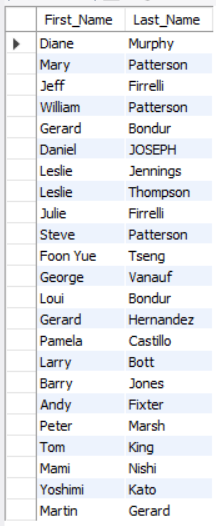 First_Name Last_Name
Diane Murphy
Mary Patterson
Jeff Firrelli
William Patterson
Gerard Bondur
Daniel JOSEPH
Leslie Jennings
Leslie Thompson
Julie Firrelli
Steve Patterson
Foon Yue Tseng
George Vanauf
Loui Bondur
Gerard Hernandez
Pamela Castillo
Larry Bott
Barry Jones
Andy Fixter
Peter Marsh
Tom King
Mami Nishi
Yoshimi Kato
Martin Gerard